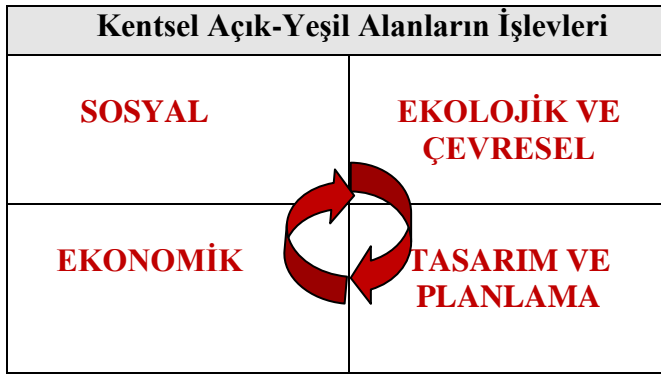 Kentsel Açık-Yeşil Alanların İşlevleri
SOSYAL
EKOLOJİK VE
ÇEVRESEL
EKONOMİK
TASARIM VE
PLANLAMA